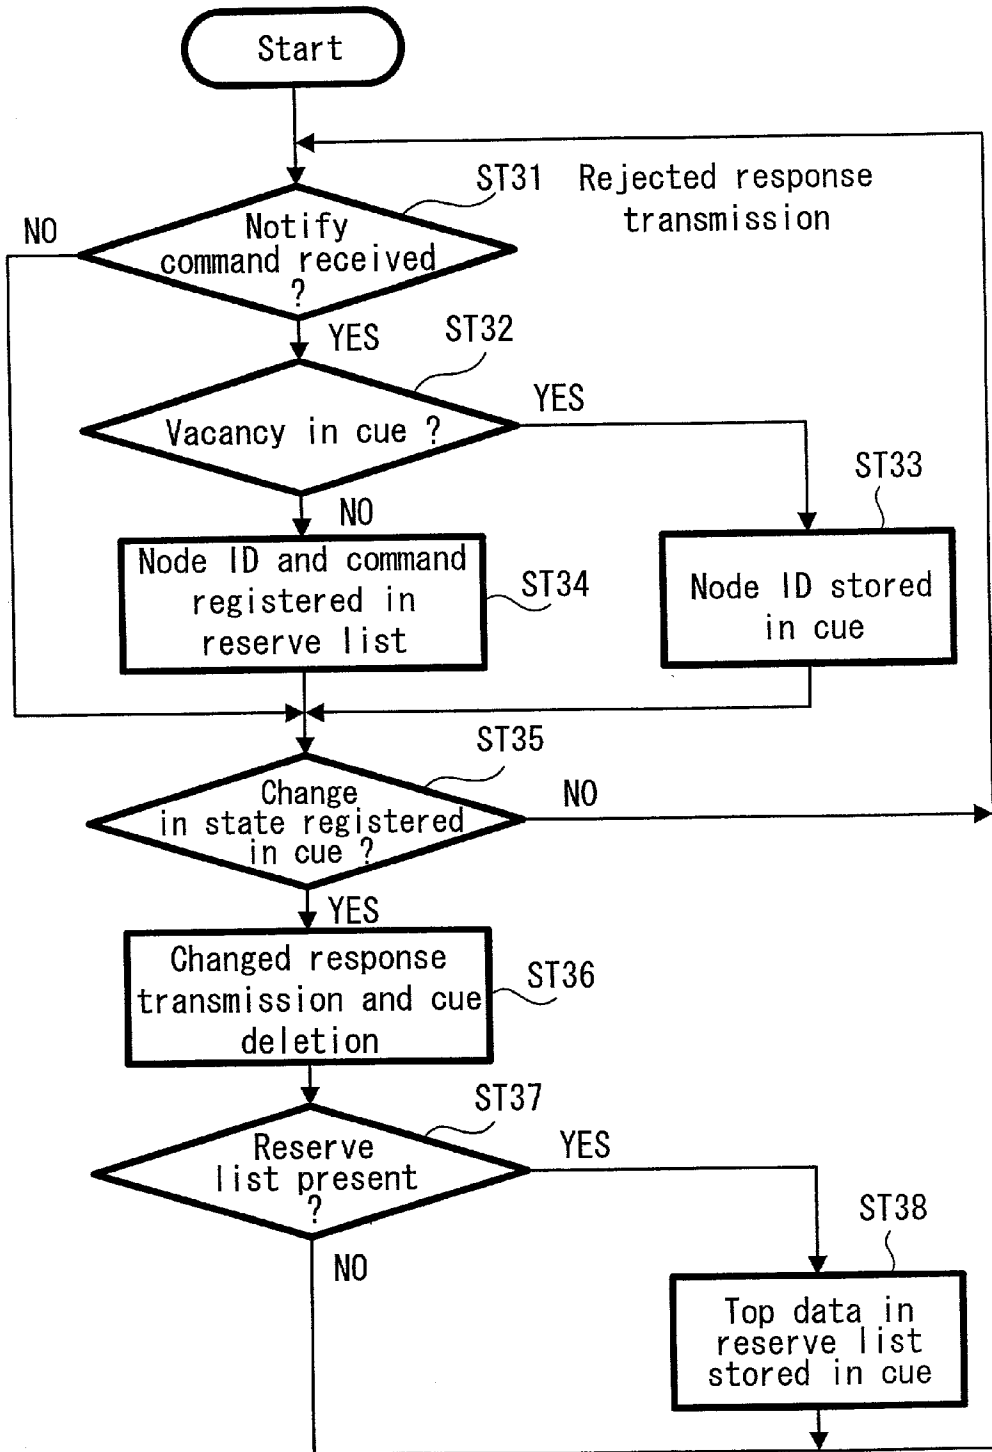 Start
ST31 Rejected response
transmission
NO
Notify
command received
?
YES
ST32
Vacancy in cue ?
YES
ST33
NO
Node ID and command
registered in
reserve list
ST34
Node ID stored
in cue
ST35
Change
in state registered
in cue ?
NO
YES
Changed response
transmission and cue
deletion
ST36
ST37
Reserve
list present
?
YES
ST38
NO
Top data in
reserve list
stored in cue